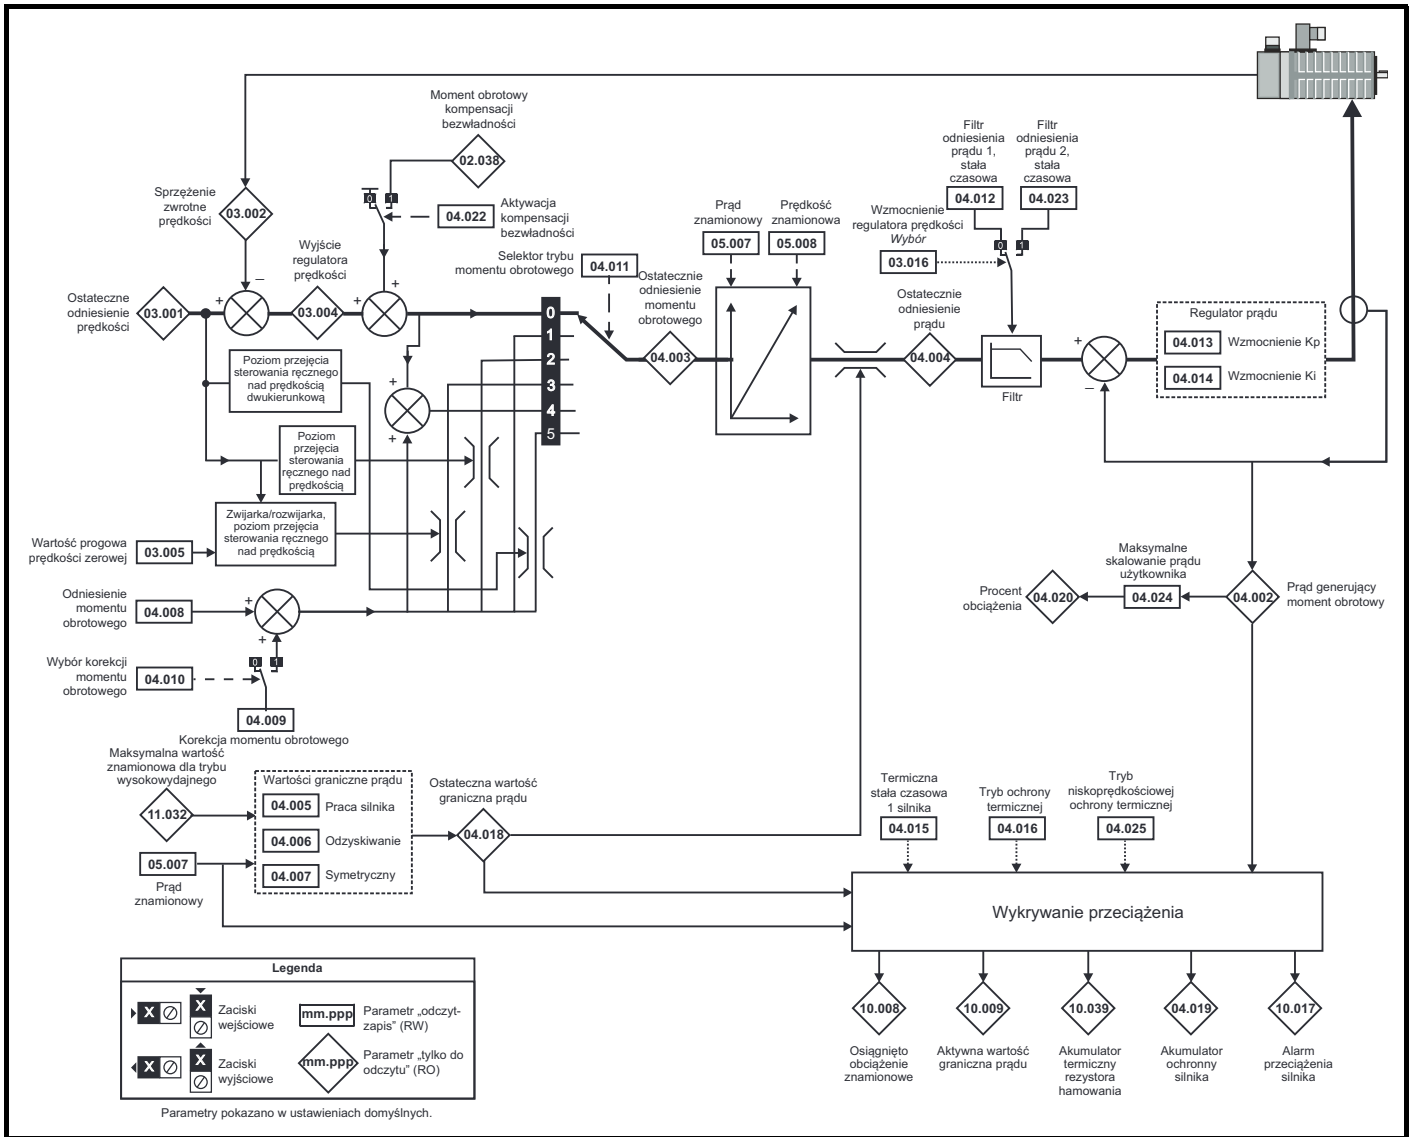 Moment obrotowy
kompensacji
bezwładności
02.038
0 1
04.022
Aktywacja
kompensacji
bezwładności
Sprzężenie
zwrotne
prędkości
03.002
Wyjście
regulatora
prędkości
03.004
Ostateczne
odniesienie
prędkości
03.001
+
–
+
+
Selektor trybu
momentu obrotowego
04.011
0
1
2
3
4
5
Ostatecznie
odniesienie
momentu
obrotowego
04.003
Prąd
znamionowy
05.007
Prędkość
znamionowa
05.008
Wzmocnienie
regulatora prędkości
Wybór
03.016
Filtr
odniesienia
prądu 1,
stała
czasowa
04.012
Filtr
odniesienia
prądu 2,
stała
czasowa
04.023
0 1
Ostatecznie
odniesienie
prądu
04.004
Filtr
+
–
Regulator prądu
04.013
Wzmocnienie Kp
04.014
Wzmocnienie Ki
Poziom przejęcia
sterowania ręcznego
nad prędkością
dwukierunkową
+
+
Poziom
przejęcia
sterowania
ręcznego nad
prędkością
Zwijarka/rozwijarka,
poziom przejęcia
sterowania ręcznego
nad prędkością
Wartość progowa
prędkości zerowej
03.005
Odniesienie
momentu
obrotowego
04.008
+
+
Wybór korekcji
momentu
obrotowego
04.010
0 1
04.009
Korekcja momentu obrotowego
Procent
obciążenia
04.020
Maksymalne
skalowanie prądu
użytkownika
04.024
04.002
Prąd generujący
moment obrotowy
Maksymalna wartość
znamionowa dla trybu
wysokowydajnego
11.032
05.007
Prąd
znamionowy
Wartości graniczne prądu
04.005
Praca silnika
04.006
Odzyskiwanie
04.007
Symetryczny
Ostateczna wartość
graniczna prądu
04.018
Termiczna
stała czasowa
1 silnika
04.015
Tryb ochrony
termicznej
04.016
Tryb
niskoprędkościowej
ochrony termicznej
04.025
Wykrywanie przeciążenia
10.008
Osiągnięto
obciążenie
znamionowe
10.009
Aktywna wartość
graniczna prądu
10.039
Akumulator
termiczny
rezystora
hamowania
04.019
Akumulator
ochronny
silnika
10.017
Alarm
przeciążenia
silnika
Legenda
X
X
Zaciski
wejściowe
mm.ppp
Parametr „odczyt-
zapis” (RW)
X
X
Zaciski
wyjściowe
mm.ppp
Parametr „tylko do
odczytu” (RO)
Parametry pokazano w ustawieniach domyślnych.